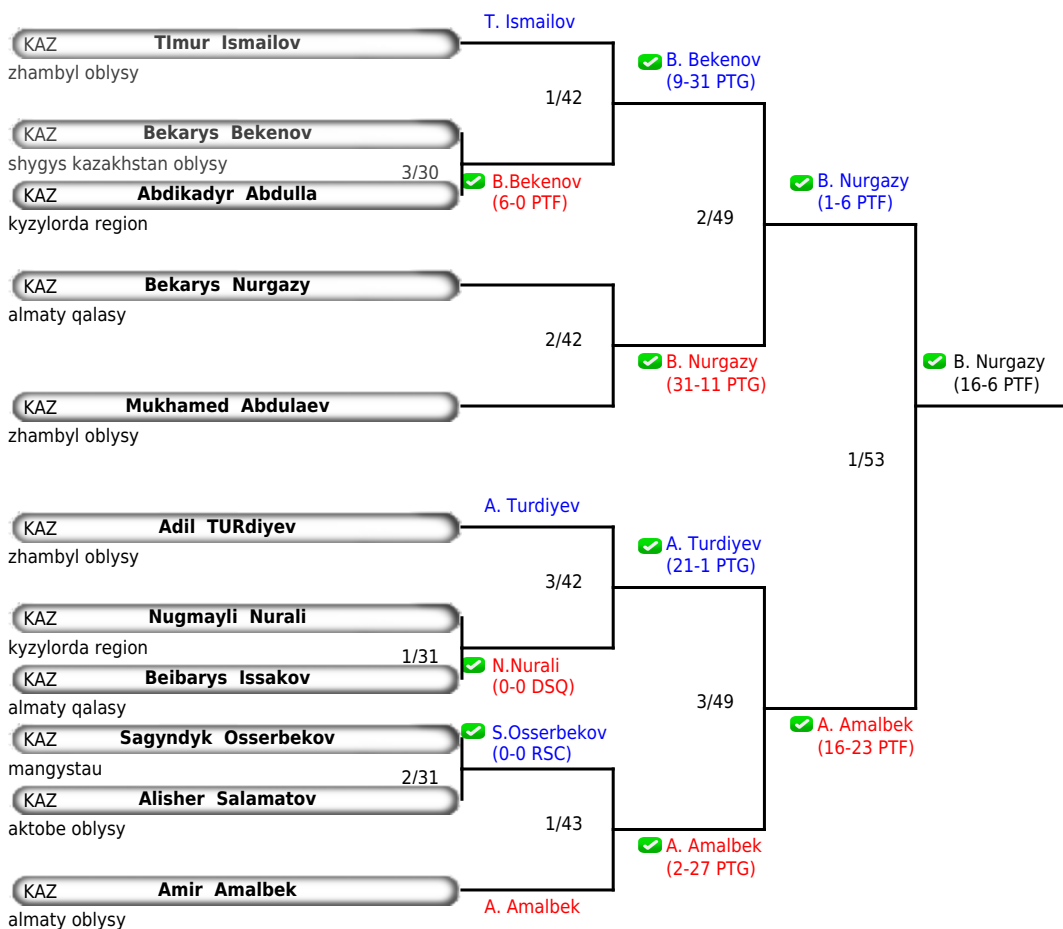 T. Ismailov
KAZ TImur Ismailov
zhambyl oblysy
B. Bekenov
(9-31 PTG)
1/42
KAZ Bekarys Bekenov
shygys kazakhstan oblysy
3/30
KAZ Abdikadyr Abdulla
kyzylorda region
B.Bekenov
(6-0 PTF)
B. Nurgazy
(1-6 PTF)
2/49
KAZ Bekarys Nurgazy
almaty qalasy
2/42
B. Nurgazy
(31-11 PTG)
B. Nurgazy
(16-6 PTF)
KAZ Mukhamed Abdulaev
zhambyl oblysy
1/53
A. Turdiyev
KAZ Adil TURdiyev
zhambyl oblysy
A. Turdiyev
(21-1 PTG)
3/42
KAZ Nugmayli Nurali
kyzylorda region
1/31
KAZ Beibarys Issakov
almaty qalasy
N.Nurali
(0-0 DSQ)
3/49
KAZ Sagyndyk Osserbekov
mangystau
S.Osserbekov
(0-0 RSC)
A. Amalbek
(16-23 PTF)
2/31
KAZ Alisher Salamatov
aktobe oblysy
1/43
A. Amalbek
(2-27 PTG)
KAZ Amir Amalbek
almaty oblysy
A. Amalbek